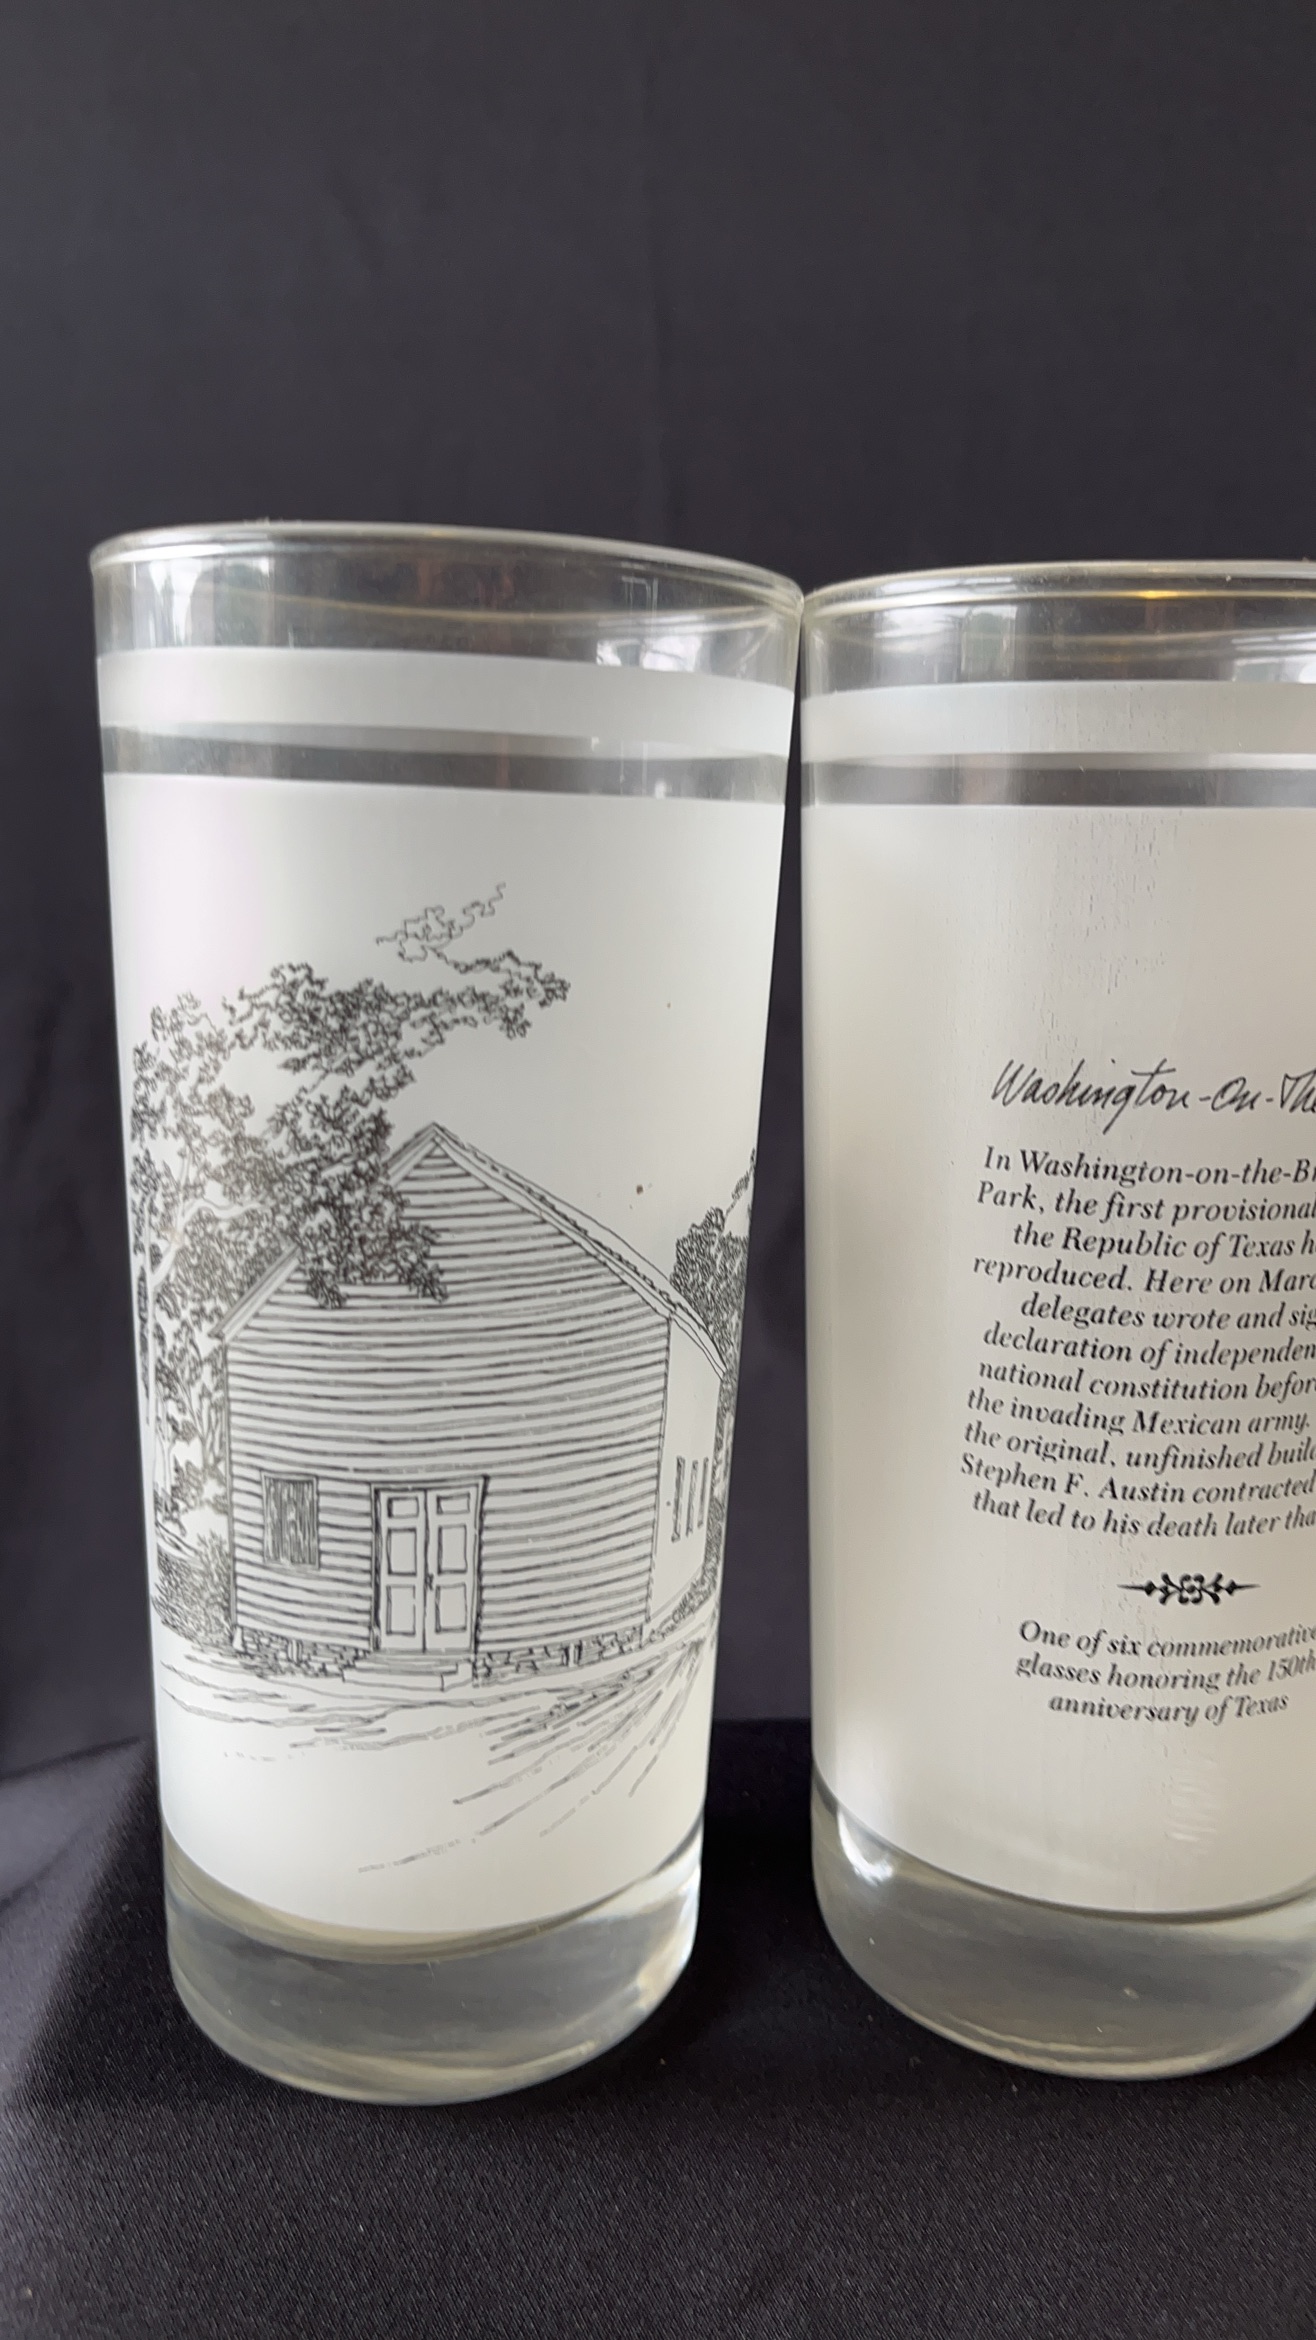 Washington-On-The
In Washington-on-the-Br
Park, the first provisional
the Republic of Texas h
reproduced. Here on Marc
delegates wrote and sig
declaration of independen
national constitution befor
the invading Mexican army.
the original, unfinished build
Stephen F. Austin contracted
that led to his death later tha
One of six commemorative
glasses honoring the 150th
anniversary of Texas